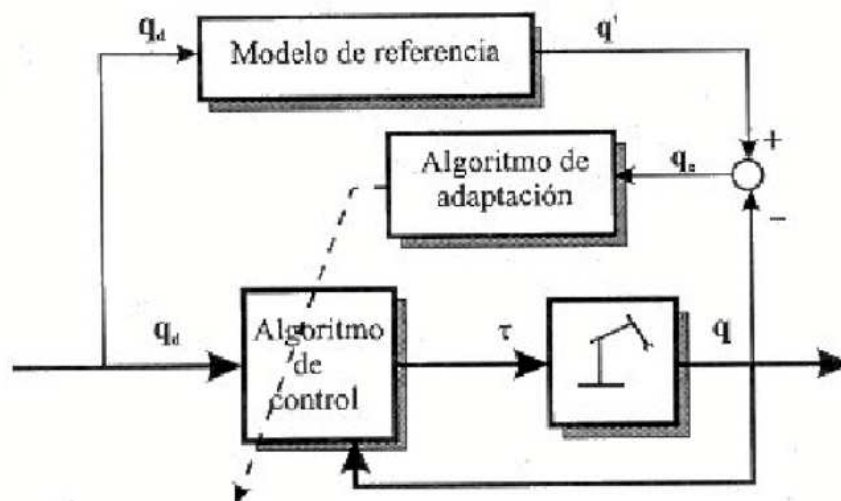 q_d
Modelo de referencia
q'
+
Algoritmo de
adaptación
q_e
−
q_d
Algoritmo
de
control
τ
q